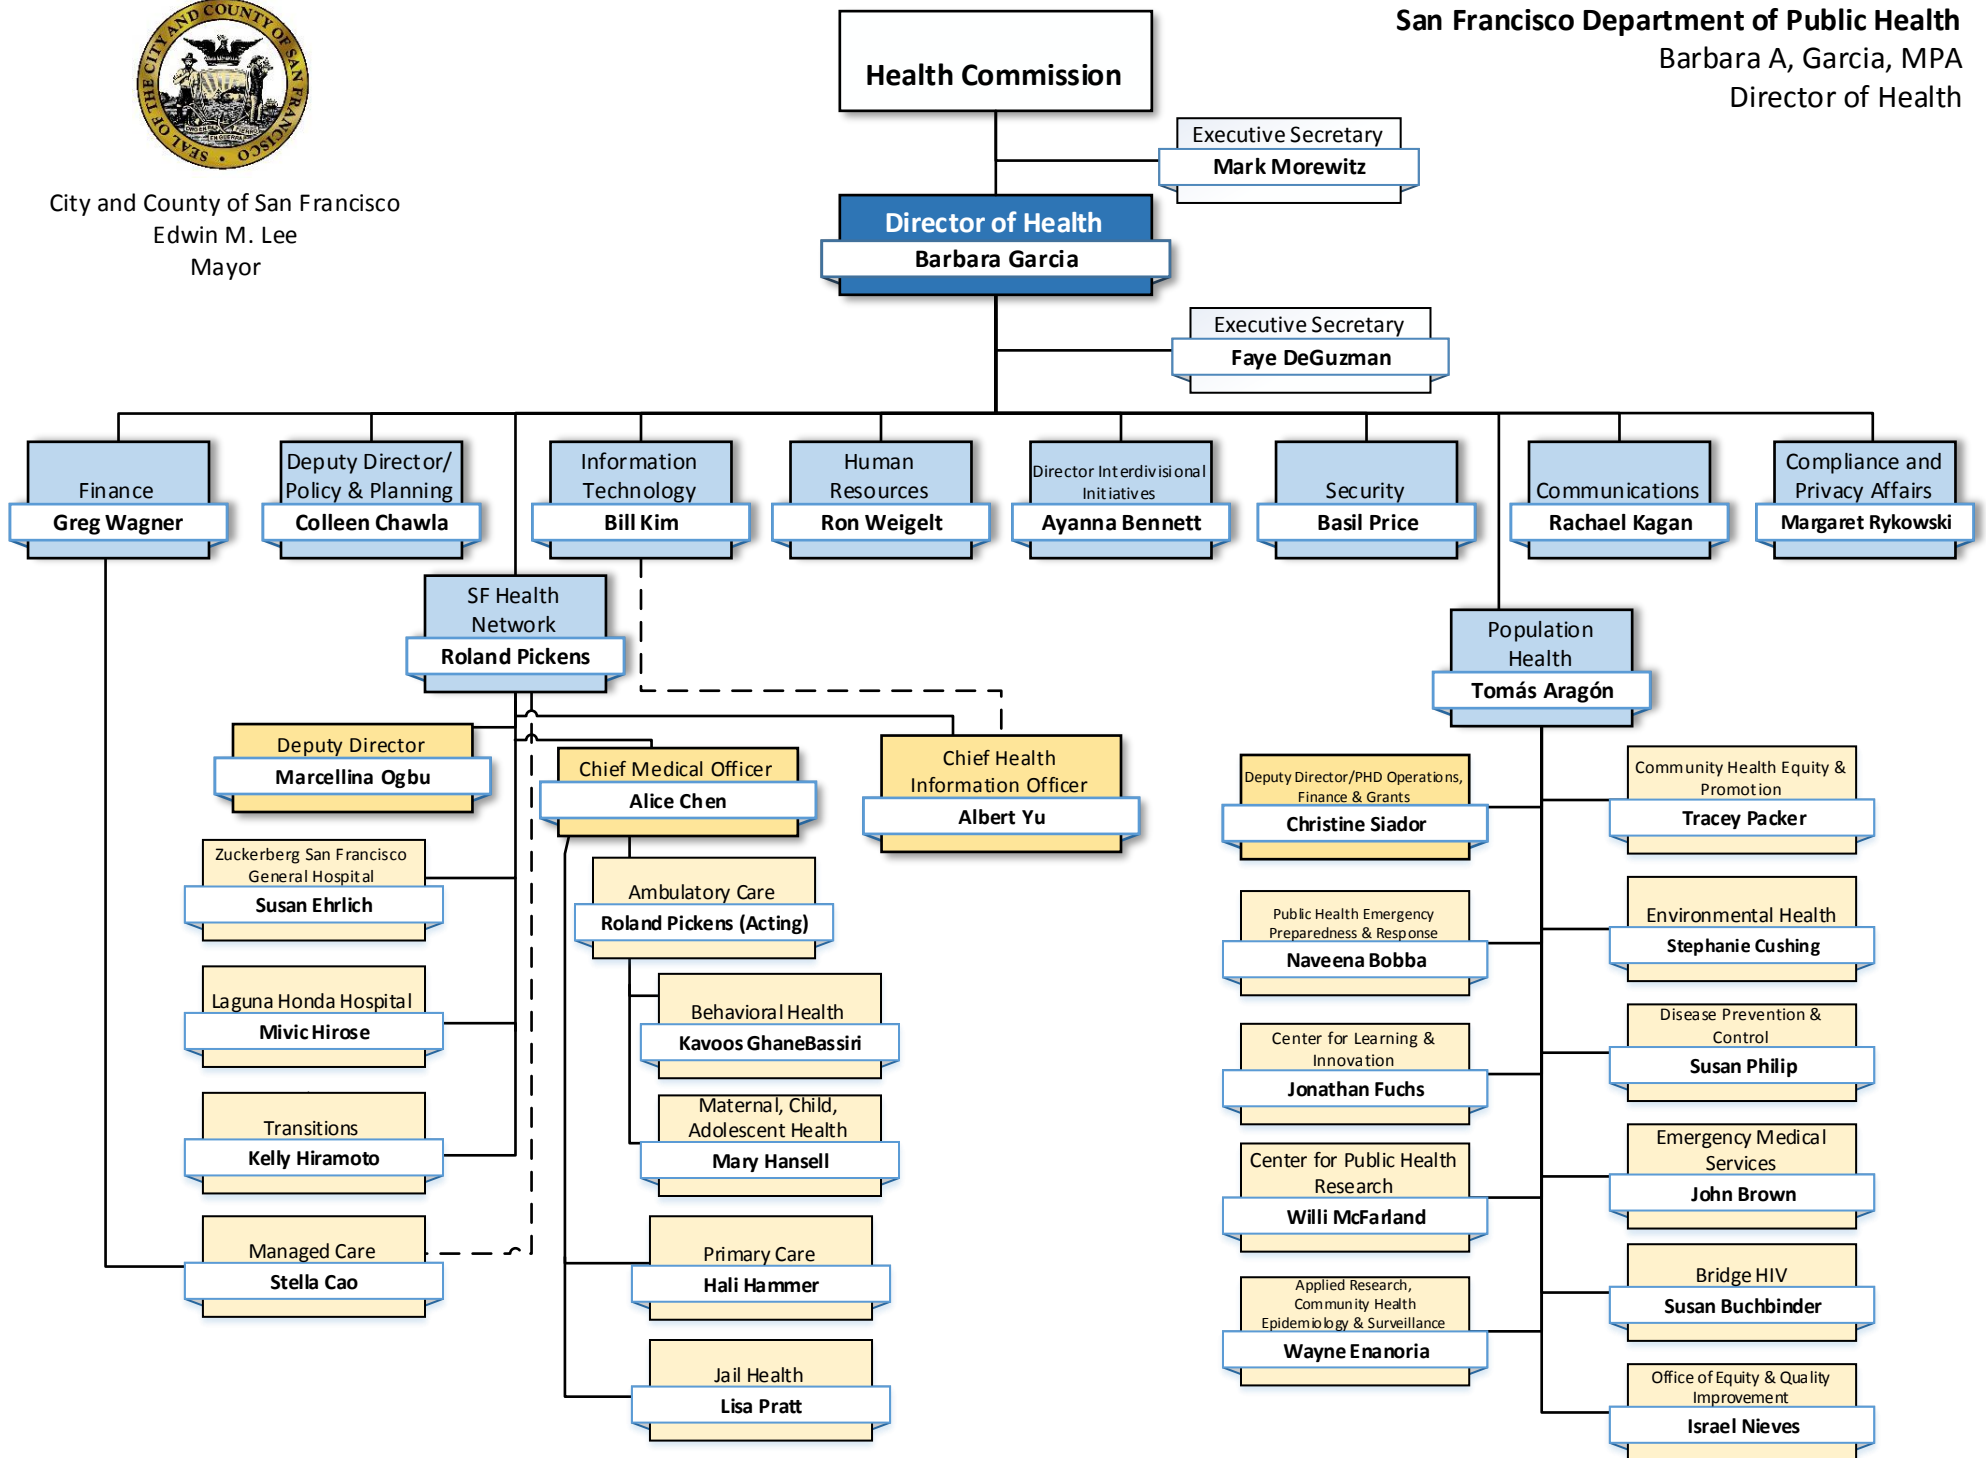 SEAL OF THE CITY AND COUNTY OF SAN FRANCISCO
City and County of San Francisco
Edwin M. Lee
Mayor
San Francisco Department of Public Health
Barbara A, Garcia, MPA
Director of Health
Health Commission
Executive Secretary
Mark Morewitz
Director of Health
Barbara Garcia
Executive Secretary
Faye DeGuzman
Finance
Greg Wagner
Deputy Director/
Policy & Planning
Colleen Chawla
Information
Technology
Bill Kim
Human
Resources
Ron Weigelt
Director Interdivisional
Initiatives
Ayanna Bennett
Security
Basil Price
Communications
Rachael Kagan
Compliance and
Privacy Affairs
Margaret Rykowski
SF Health
Network
Roland Pickens
Population
Health
Tomás Aragón
Deputy Director
Marcellina Ogbu
Chief Medical Officer
Alice Chen
Chief Health
Information Officer
Albert Yu
Zuckerberg San Francisco
General Hospital
Susan Ehrlich
Laguna Honda Hospital
Mivic Hirose
Transitions
Kelly Hiramoto
Managed Care
Stella Cao
Ambulatory Care
Roland Pickens (Acting)
Behavioral Health
Kavoos GhaneBassiri
Maternal, Child,
Adolescent Health
Mary Hansell
Primary Care
Hali Hammer
Jail Health
Lisa Pratt
Deputy Director/PHD Operations,
Finance & Grants
Christine Siador
Public Health Emergency
Preparedness & Response
Naveena Bobba
Center for Learning &
Innovation
Jonathan Fuchs
Center for Public Health
Research
Willi McFarland
Applied Research,
Community Health
Epidemiology & Surveillance
Wayne Enanoria
Community Health Equity &
Promotion
Tracey Packer
Environmental Health
Stephanie Cushing
Disease Prevention &
Control
Susan Philip
Emergency Medical
Services
John Brown
Bridge HIV
Susan Buchbinder
Office of Equity & Quality
Improvement
Israel Nieves